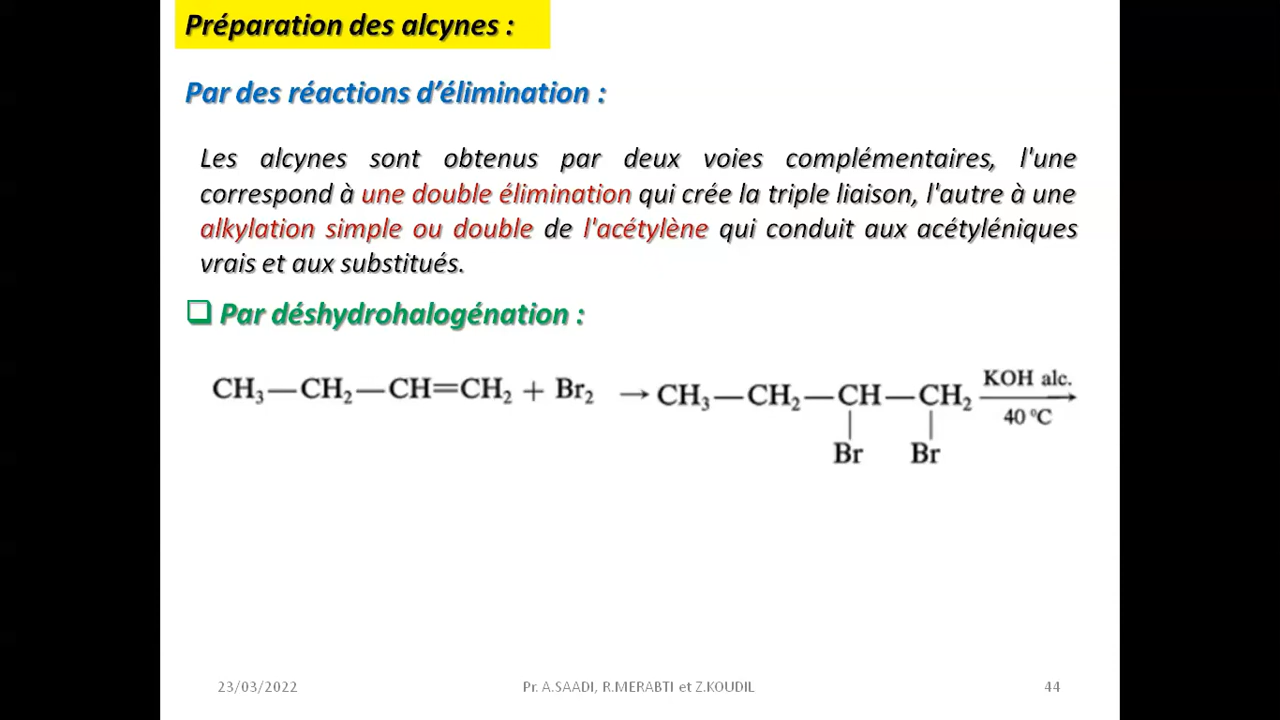 Préparation des alcynes :
Par des réactions d’élimination :
Les alcynes sont obtenus par deux voies complémentaires, l'une
correspond à une double élimination qui crée la triple liaison, l'autre à une
alkylation simple ou double de l'acétylène qui conduit aux acétyléniques
vrais et aux substitués.
❑ Par déshydrohalogénation :
CH₃—CH₂—CH=CH₂ + Br₂ → CH₃—CH₂—CH—CH₂ KOH alc.
40 °C
Br Br
23/03/2022 Pr. A.SAADI, R.MERABTI et Z.KOUDIL 44